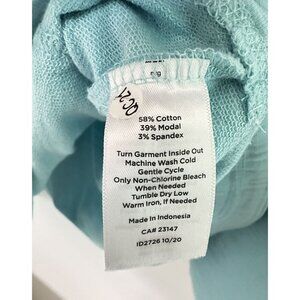 58% Cotton
39% Modal
3% Spandex
Turn Garment Inside Out
Machine Wash Cold
Gentle Cycle
Only Non-Chlorine Bleach
When Needed
Tumble Dry Low
Warm Iron, If Needed
Made in Indonesia
CA# 23147
ID2726 10/20